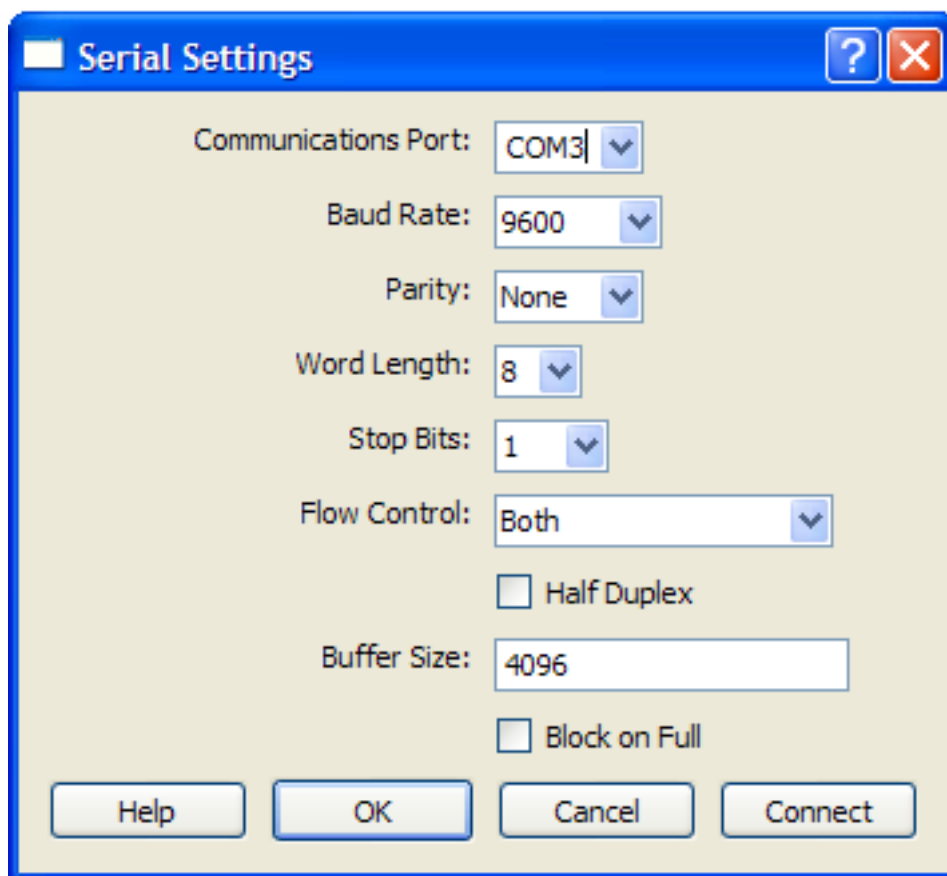 Serial Settings
Communications Port: COM3
Baud Rate: 9600
Parity: None
Word Length: 8
Stop Bits: 1
Flow Control: Both
Half Duplex
Buffer Size: 4096
Block on Full
Help OK Cancel Connect